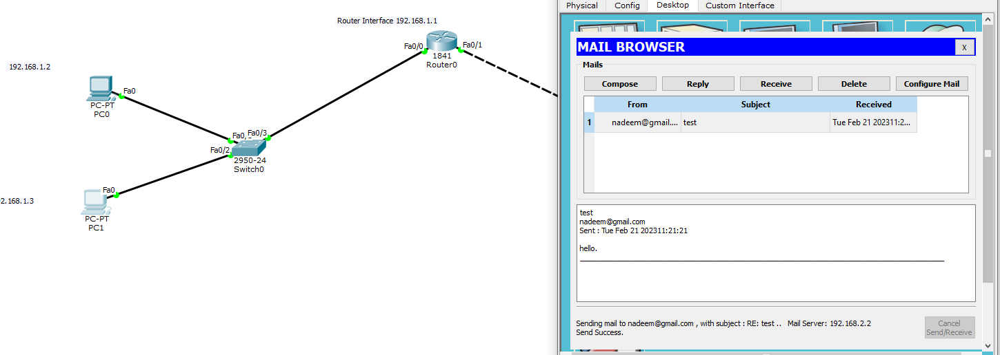 Router Interface 192.168.1.1
Fa0/0
Fa0/1
1841
Router0
192.168.1.2
Fa0
PC-PT
PC0
Fa0/3
Fa0/2
2950-24
Switch0
Fa0
2.168.1.3
PC-PT
PC1
Physical Config Desktop Custom Interface
MAIL BROWSER X
Mails
Compose Reply Receive Delete Configure Mail
From Subject Received
1 nadeem@gmail.... test Tue Feb 21 202311:2...
test
nadeem@gmail.com
Sent : Tue Feb 21 202311:21:21
hello.
Sending mail to nadeem@gmail.com , with subject : RE: test .. Mail Server: 192.168.2.2
Send Success.
Cancel
Send/Receive